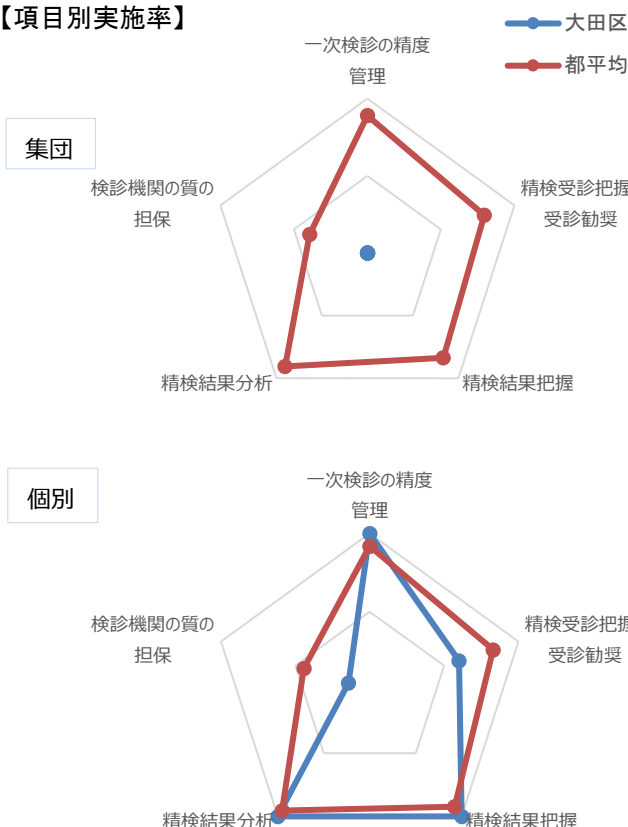 【項目別実施率】
大田区
都平均
集団
一次検診の精度
管理
精検受診把握
受診勧奨
精検結果把握
精検結果分析
検診機関の質の
担保
個別
一次検診の精度
管理
精検受診把握
受診勧奨
精検結果把握
精検結果分析
検診機関の質の
担保